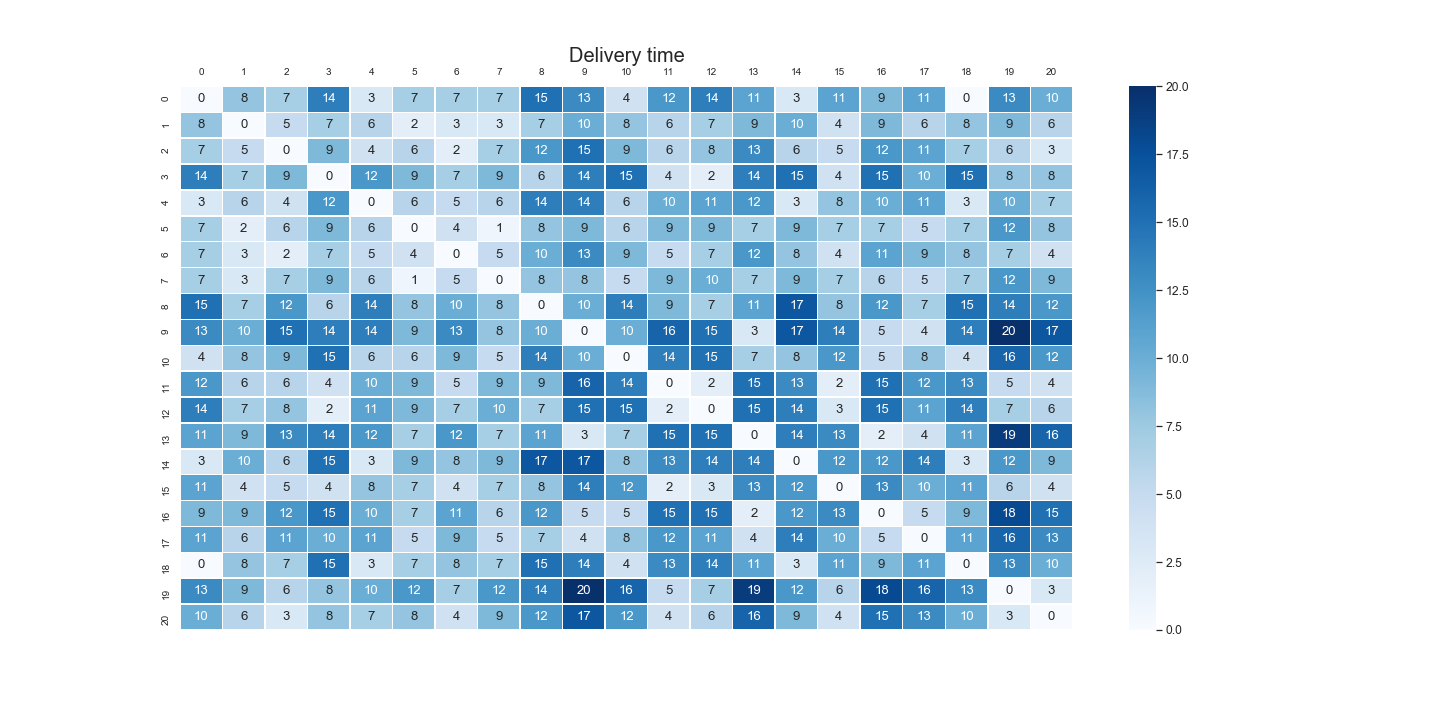 Delivery time
0 1 2 3 4 5 6 7 8 9 10 11 12 13 14 15 16 17 18 19 20
0 0 8 7 14 3 7 7 7 15 13 4 12 14 11 3 11 9 11 0 13 10
1 8 0 5 7 6 2 3 3 7 10 8 6 7 9 10 4 9 6 8 9 6
2 7 5 0 9 4 6 2 7 12 15 9 6 8 13 6 5 12 11 7 6 3
3 14 7 9 0 12 9 7 9 6 14 15 4 2 14 15 4 15 10 15 8 8
4 3 6 4 12 0 6 5 6 14 14 6 10 11 12 3 8 10 11 3 10 7
5 7 2 6 9 6 0 4 1 8 9 6 9 9 7 9 7 7 5 7 12 8
6 7 3 2 7 5 4 0 5 10 13 9 5 7 12 8 4 11 9 8 7 4
7 7 3 7 9 6 1 5 0 8 8 5 9 10 7 9 7 6 5 7 12 9
8 15 7 12 6 14 8 10 8 0 10 14 9 7 11 17 8 12 7 15 14 12
9 13 10 15 14 14 9 13 8 10 0 10 16 15 3 17 14 5 4 14 20 17
10 4 8 9 15 6 6 9 5 14 10 0 14 15 7 8 12 5 8 4 16 12
11 12 6 6 4 10 9 5 9 9 16 14 0 2 15 13 2 15 12 13 5 4
12 14 7 8 2 11 9 7 10 7 15 15 2 0 15 14 3 15 11 14 7 6
13 11 9 13 14 12 7 12 7 11 3 7 15 15 0 14 13 2 4 11 19 16
14 3 10 6 15 3 9 8 9 17 17 8 13 14 14 0 12 12 14 3 12 9
15 11 4 5 4 8 7 4 7 8 14 12 2 3 13 12 0 13 10 11 6 4
16 9 9 12 15 10 7 11 6 12 5 5 15 15 2 12 13 0 5 9 18 15
17 11 6 11 10 11 5 9 5 7 4 8 12 11 4 14 10 5 0 11 16 13
18 0 8 7 15 3 7 8 7 15 14 4 13 14 11 3 11 9 11 0 13 10
19 13 9 6 8 10 12 7 12 14 20 16 5 7 19 12 6 18 16 13 0 3
20 10 6 3 8 7 8 4 9 12 17 12 4 6 16 9 4 15 13 10 3 0
20.0
17.5
15.0
12.5
10.0
7.5
5.0
2.5
0.0